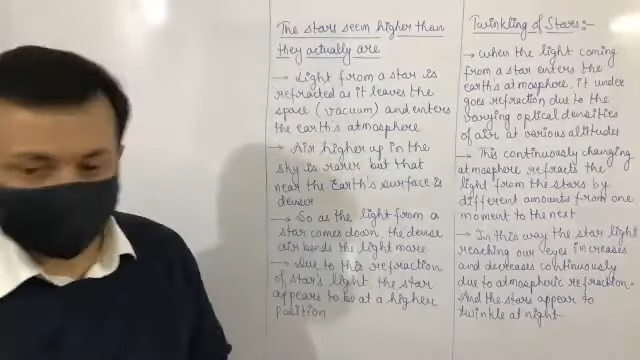 The stars seem higher than
they actually are
→ Light from a star is
refracted as it leaves the
space (vacuum) and enters
the earth's atmosphere
→ Air higher up in the
sky is rarer but that
near the Earth's surface is
denser
→ So as the light from a
star comes down, the dense
air bends the light more
→ Due to this refraction
of star's light the star
appears to be at a higher
position
Twinkling of Stars:-
→ When the light coming
from a star enters the
earth's atmosphere, it under
goes refraction due to the
varying optical densities
of air at various altitudes
→ This continuously changing
atmosphere refracts the
light from the stars by
different amounts from one
moment to the next
→ In this way the star light
reaching our eyes increases
and decreases continuously
due to atmospheric refraction.
And the stars appear to
twinkle at night